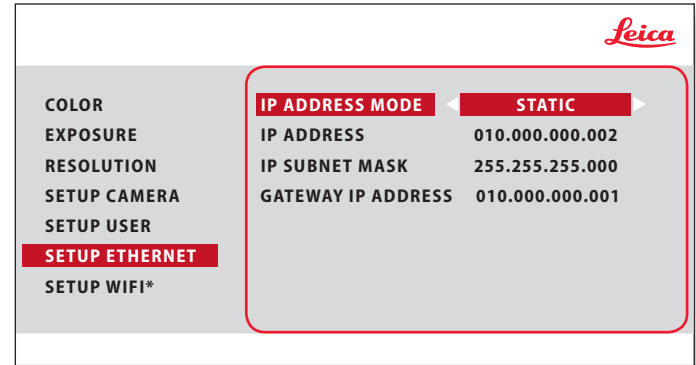 Leica
COLOR
EXPOSURE
RESOLUTION
SETUP CAMERA
SETUP USER
SETUP ETHERNET
SETUP WIFI*
IP ADDRESS MODE STATIC
IP ADDRESS 010.000.000.002
IP SUBNET MASK 255.255.255.000
GATEWAY IP ADDRESS 010.000.000.001